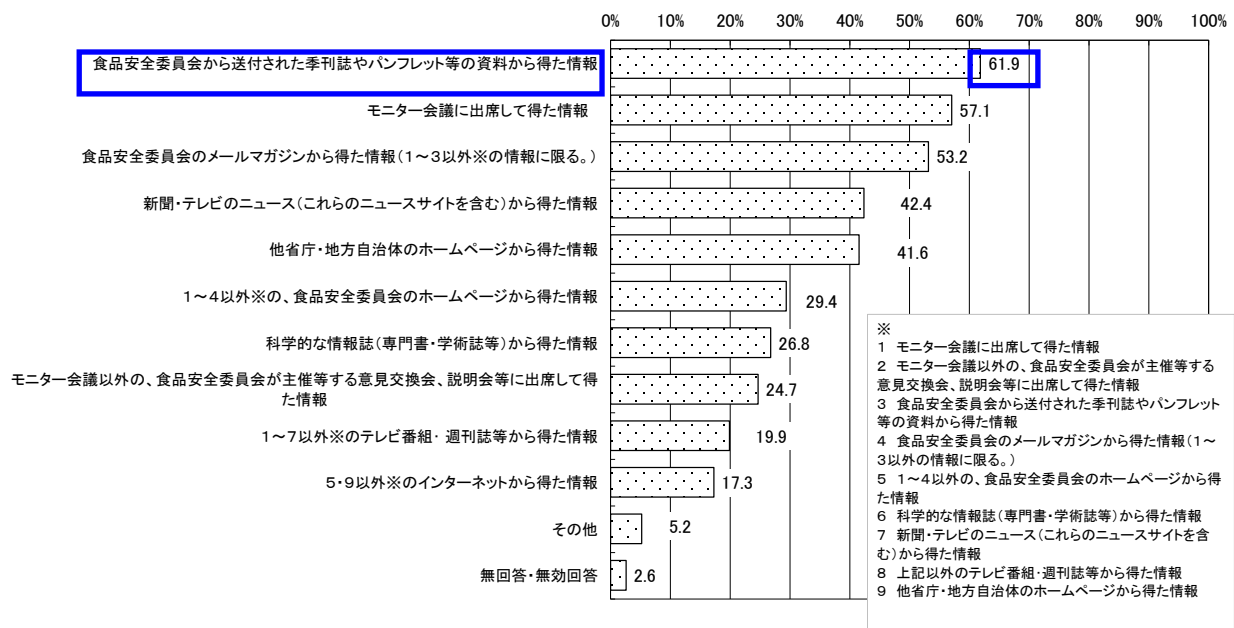 0% 10% 20% 30% 40% 50% 60% 70% 80% 90% 100%
食品安全委員会から送付された季刊誌やパンフレット等の資料から得た情報 61.9
モニター会議に出席して得た情報 57.1
食品安全委員会のメールマガジンから得た情報(1~3以外※の情報に限る。) 53.2
新聞・テレビのニュース(これらのニュースサイトを含む)から得た情報 42.4
他省庁・地方自治体のホームページから得た情報 41.6
1~4以外※の、食品安全委員会のホームページから得た情報 29.4
科学的な情報誌(専門書・学術誌等)から得た情報 26.8
モニター会議以外の、食品安全委員会が主催等する意見交換会、説明会等に出席して得
た情報 24.7
1~7以外※のテレビ番組・週刊誌等から得た情報 19.9
5・9以外※のインターネットから得た情報 17.3
その他 5.2
無回答・無効回答 2.6
※
1 モニター会議に出席して得た情報
2 モニター会議以外の、食品安全委員会が主催等する
意見交換会、説明会等に出席して得た情報
3 食品安全委員会から送付された季刊誌やパンフレット
等の資料から得た情報
4 食品安全委員会のメールマガジンから得た情報(1~
3以外の情報に限る。)
5 1~4以外の、食品安全委員会のホームページから得
た情報
6 科学的な情報誌(専門書・学術誌等)から得た情報
7 新聞・テレビのニュース(これらのニュースサイトを含
む)から得た情報
8 上記以外のテレビ番組・週刊誌等から得た情報
9 他省庁・地方自治体のホームページから得た情報